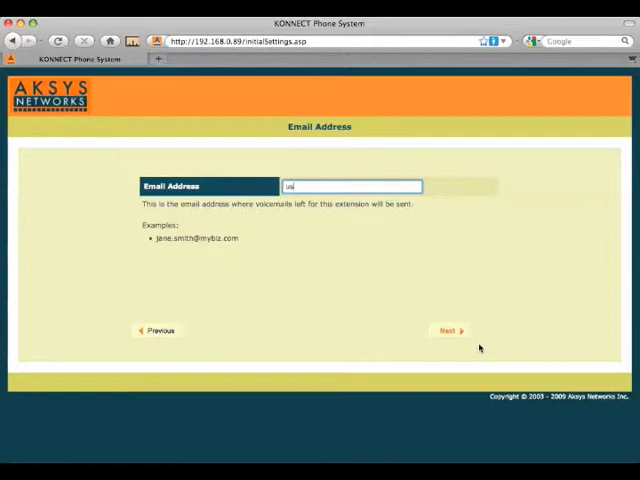 KONNECT Phone System
http://192.168.0.89/initialSettings.asp
Google
KONNECT Phone System
AKSYS
NETWORKS
Email Address
Email Address
us
This is the email address where voicemails left for this extension will be sent.
Examples:
• jane.smith@mybiz.com
Previous
Next
Copyright © 2003 - 2009 Aksys Networks Inc.